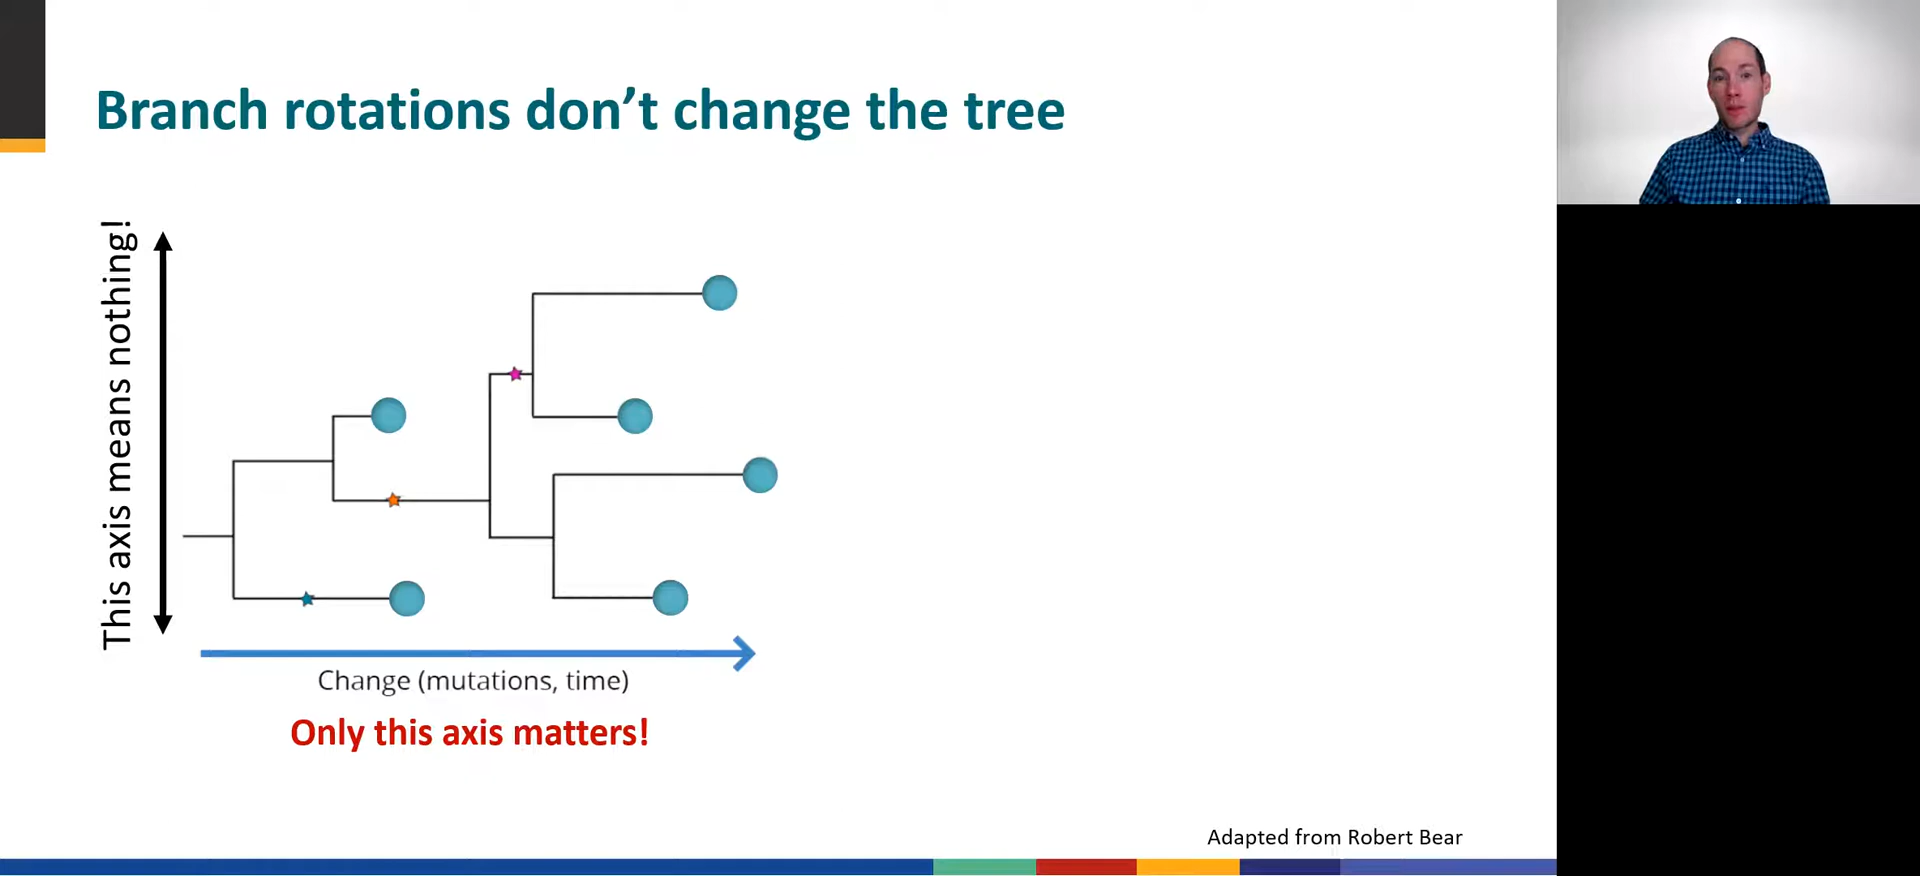 Branch rotations don’t change the tree
This axis means nothing!
Change (mutations, time)
Only this axis matters!
Adapted from Robert Bear